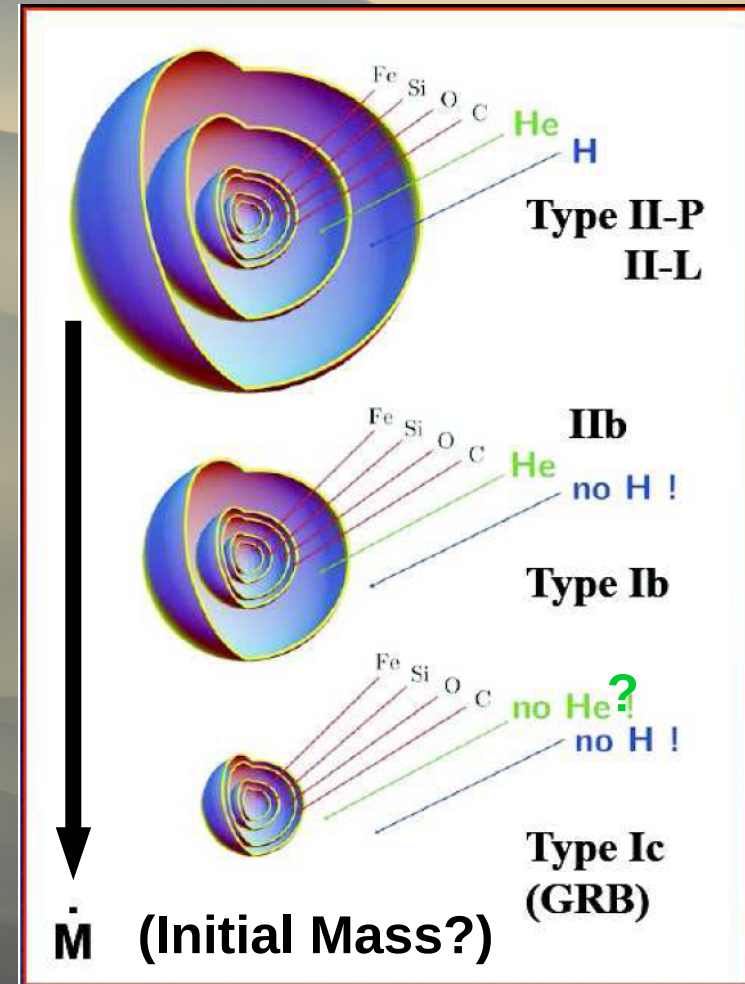 Fe
Si
O
C
He
H
Type II-P
II-L
Fe
Si
O
C
IIb
He
no H !
Type Ib
Fe
Si
O
C
no He ! ?
no H !
Type Ic
(GRB)
Ṁ (Initial Mass?)